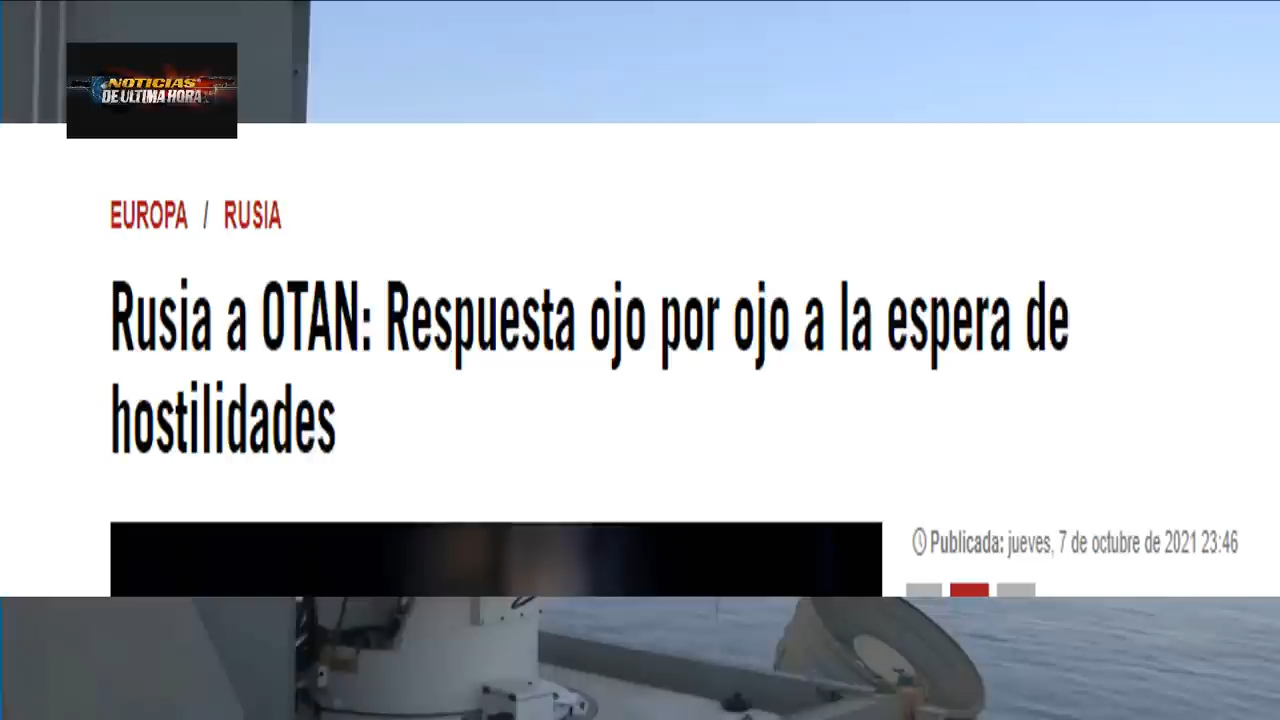 NOTICIAS
DE ULTIMA HORA
EUROPA / RUSIA
Rusia a OTAN: Respuesta ojo por ojo a la espera de
hostilidades
Publicada: jueves, 7 de octubre de 2021 23:46